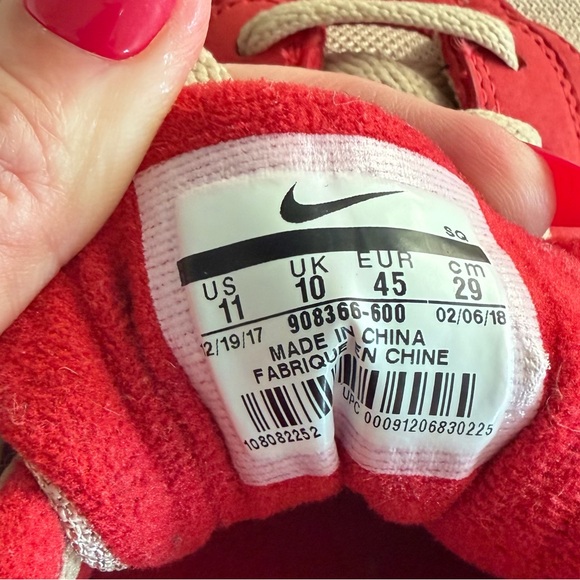 SQ
US UK EUR cm
11 10 45 29
2/19/17 908366-600 02/06/18
MADE IN CHINA
FABRIQUE EN CHINE
108082252 UPC 00091206830225